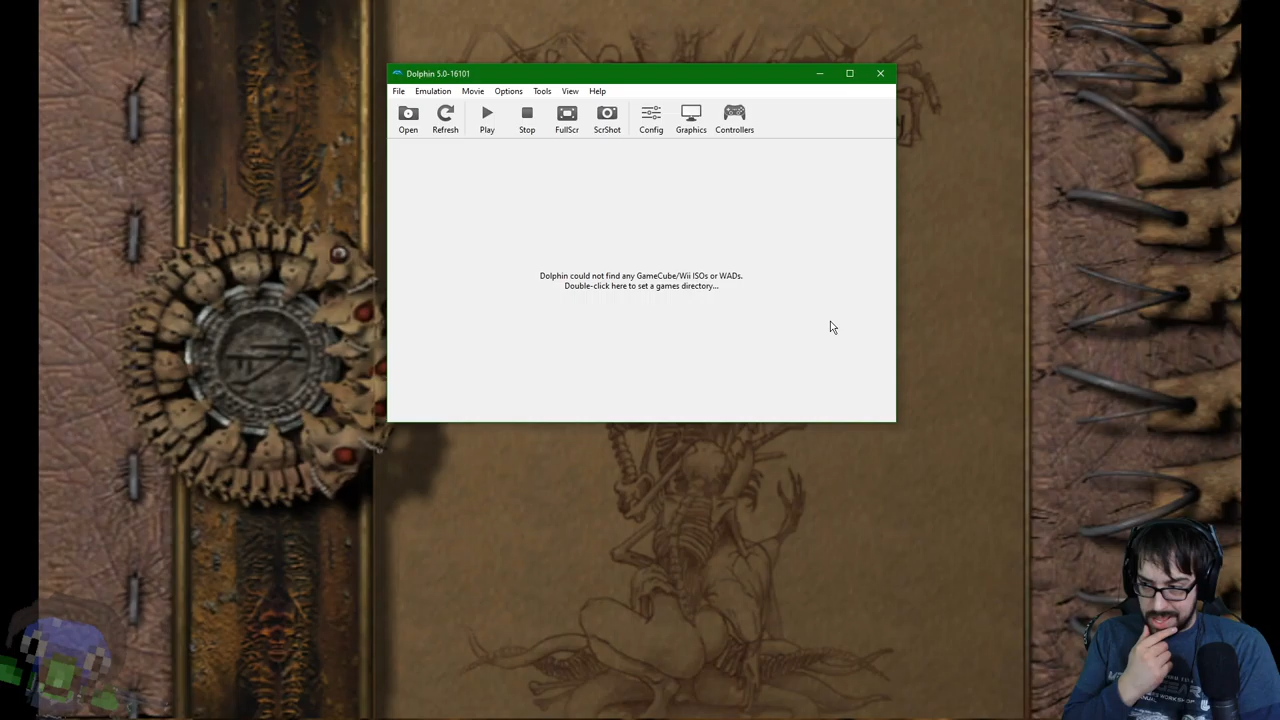 Dolphin 5.0-16101
File Emulation Movie Options Tools View Help
Open Refresh Play Stop FullScr ScrShot Config Graphics Controllers
Dolphin could not find any GameCube/Wii ISOs or WADs.
Double-click here to set a games directory...